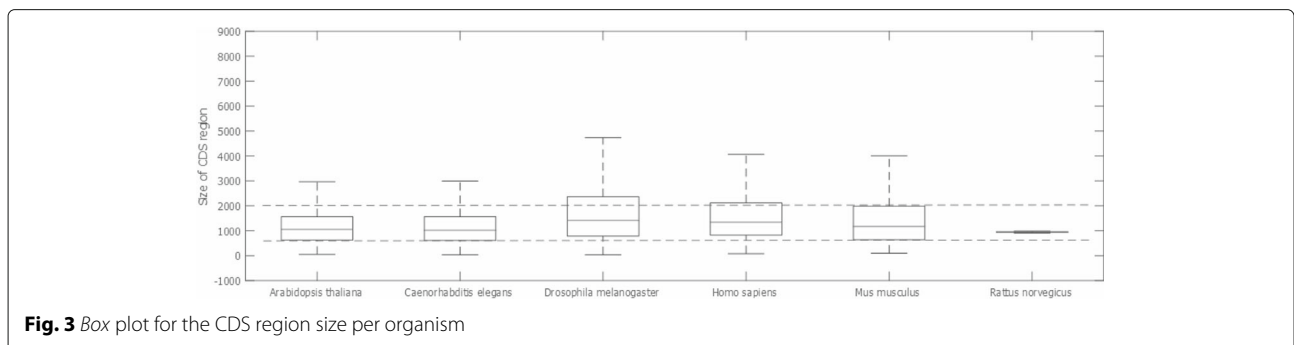 9000
8000
7000
6000
5000
4000
3000
2000
1000
0
-1000
Size of CDS region
Arabidopsis thaliana
Caenorhabditis elegans
Drosophila melanogaster
Homo sapiens
Mus musculus
Rattus norvegicus
Fig. 3 Box plot for the CDS region size per organism